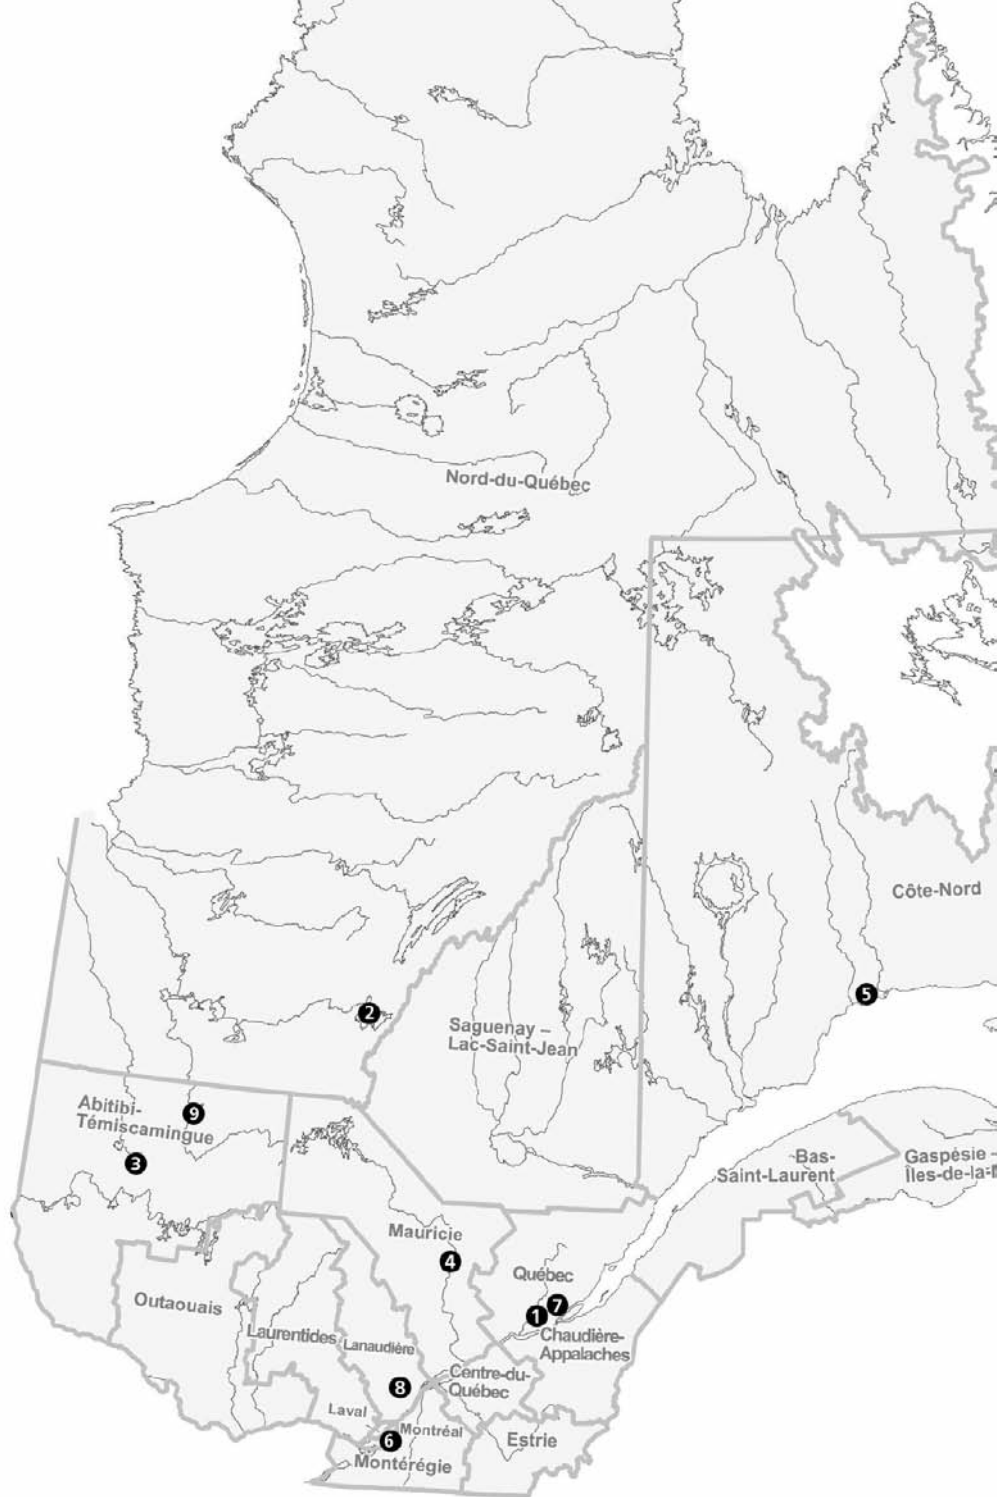 Nord-du-Québec
Côte-Nord
5
2
Saguenay –
Lac-Saint-Jean
Abitibi-
Témiscamingue
9
3
Bas-
Saint-Laurent
Gaspésie –
Îles-de-la-
Mauricie
4
Québec
Outaouais
1
7
Laurentides
Lanaudière
Chaudière-
Appalaches
8
Centre-du-
Québec
Laval
Montréal
6
Estrie
Montérégie